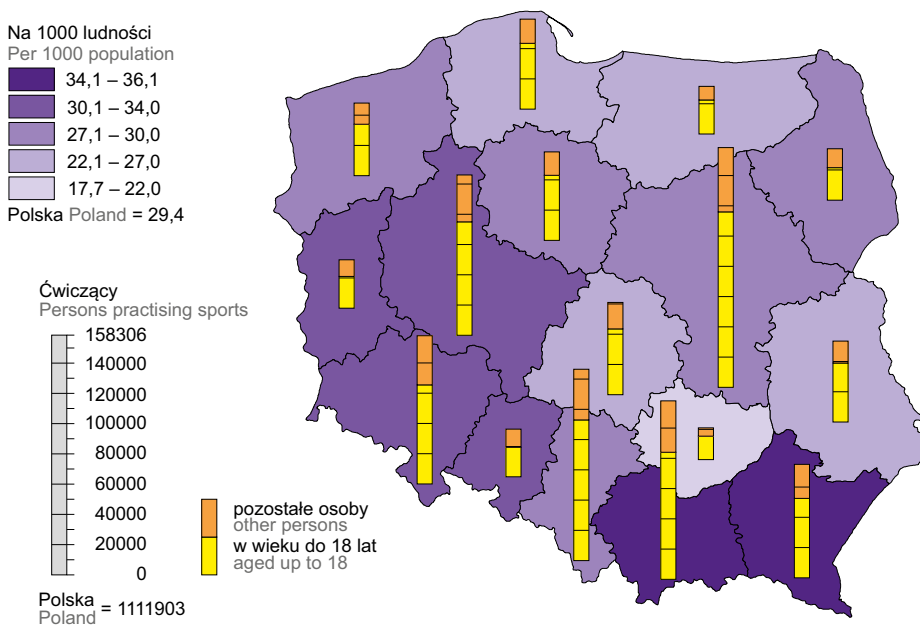 Na 1000 ludności
Per 1000 population
34,1 – 36,1
30,1 – 34,0
27,1 – 30,0
22,1 – 27,0
17,7 – 22,0
Polska Poland = 29,4
Ćwiczący
Persons practising sports
158306
140000
120000
100000
80000
60000
40000
20000
0
Polska
Poland = 1111903
pozostałe osoby
other persons
w wieku do 18 lat
aged up to 18